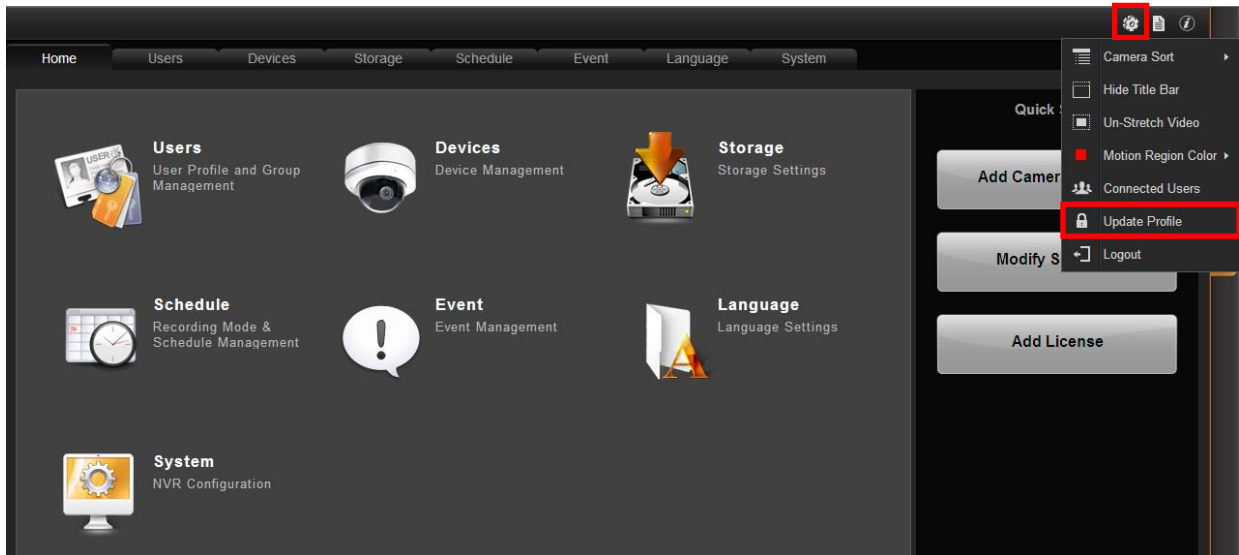 Home Users Devices Storage Schedule Event Language System
Camera Sort
Hide Title Bar
Un-Stretch Video
Motion Region Color
Connected Users
Update Profile
Logout
Users
User Profile and Group
Management
Devices
Device Management
Storage
Storage Settings
Schedule
Recording Mode &
Schedule Management
Event
Event Management
Language
Language Settings
System
NVR Configuration
Quick
Add Camer
Modify S
Add License
USER